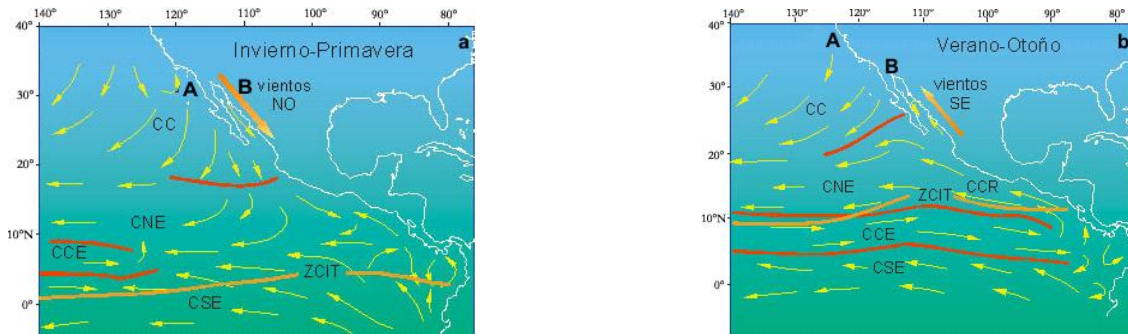 140° 130° 120° 110° 100° 90° 80°
40°
Invierno-Primavera a
A B vientos
NO
30°
CC
20°
CNE
10°N
CCE
ZCIT
CSE
0°
140° 130° 120° 110° 100° 90° 80°
40°
A Verano-Otoño b
B
30°
vientos
SE
CC
20°
CNE CCR
ZCIT
10°N
CCE
CSE
0°